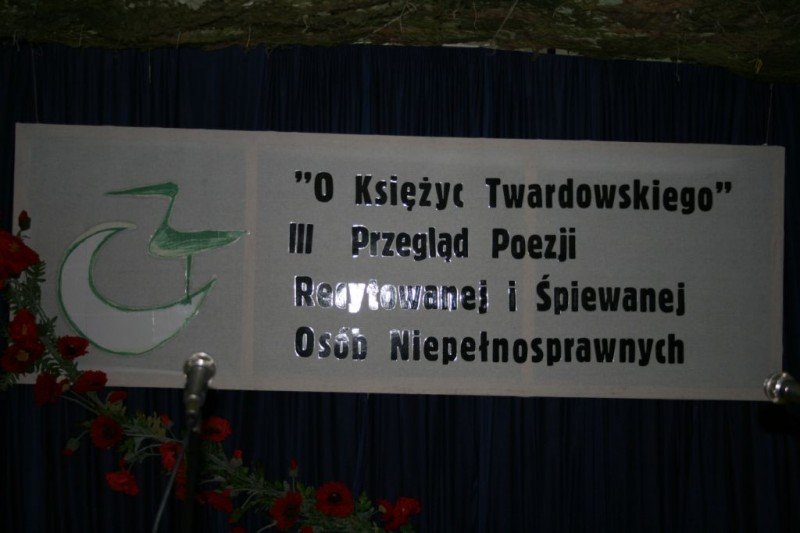 "O Księżyc Twardowskiego"
III Przegląd Poezji
Recytowanej i Śpiewanej
Osób Niepełnosprawnych